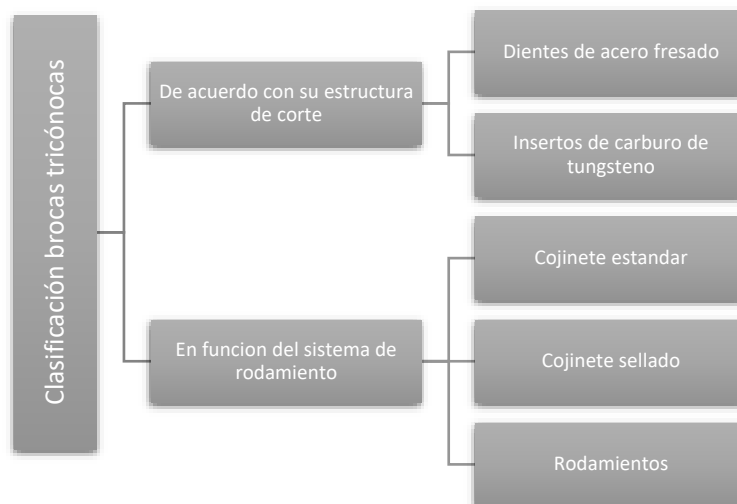 Clasificación brocas tricónocas
De acuerdo con su estructura
de corte
Dientes de acero fresado
Insertos de carburo de
tungsteno
En funcion del sistema de
rodamiento
Cojinete estandar
Cojinete sellado
Rodamientos